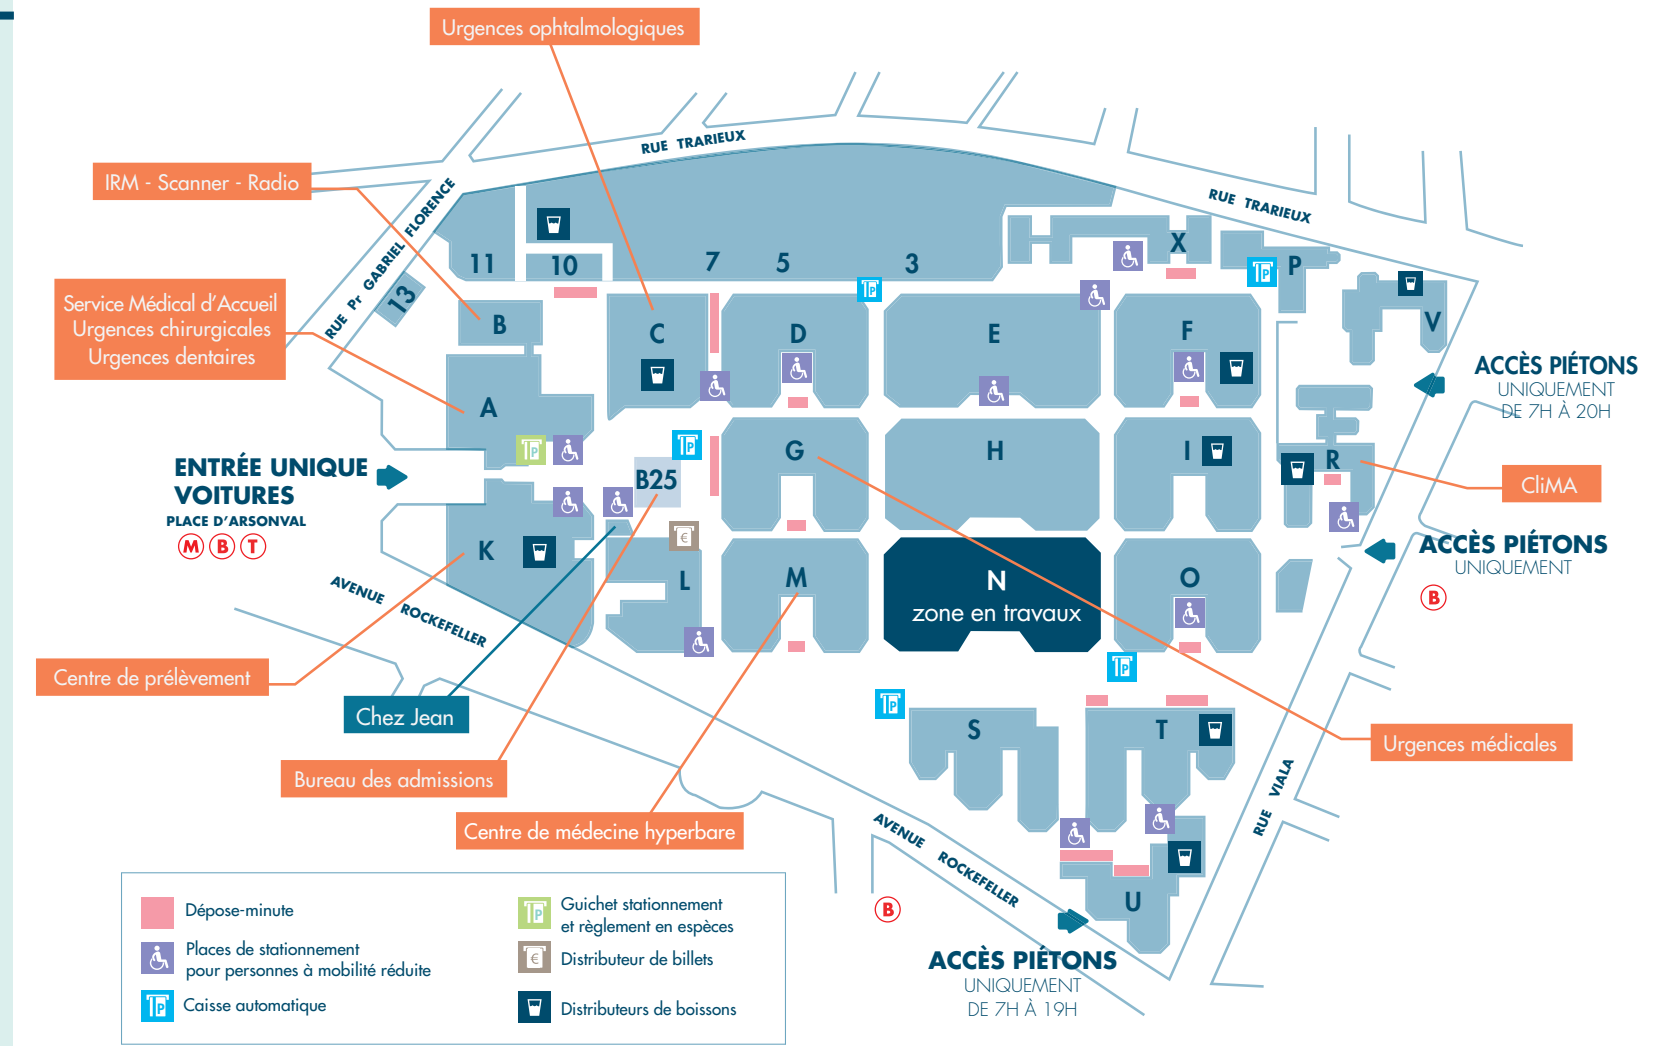 Urgences ophtalmologiques
RUE TRARIEUX
IRM - Scanner - Radio
RUE Pr GABRIEL FLORENCE
RUE TRARIEUX
11
10
7
5
3
X
P
13
Service Médical d'Accueil
Urgences chirurgicales
Urgences dentaires
B
C
D
E
F
V
ACCÈS PIÉTONS
UNIQUEMENT
DE 7H À 20H
A
G
H
I
R
ENTRÉE UNIQUE
VOITURES
PLACE D'ARSONVAL
M B T
B25
CliMA
K
L
M
N
zone en travaux
O
ACCÈS PIÉTONS
UNIQUEMENT
B
AVENUE ROCKEFELLER
Centre de prélèvement
Chez Jean
S
T
Urgences médicales
Bureau des admissions
Centre de médecine hyperbare
RUE VIALA
AVENUE ROCKEFELLER
U
B
ACCÈS PIÉTONS
UNIQUEMENT
DE 7H À 19H
Dépose-minute
Places de stationnement
pour personnes à mobilité réduite
Caisse automatique
Guichet stationnement
et règlement en espèces
Distributeur de billets
Distributeurs de boissons